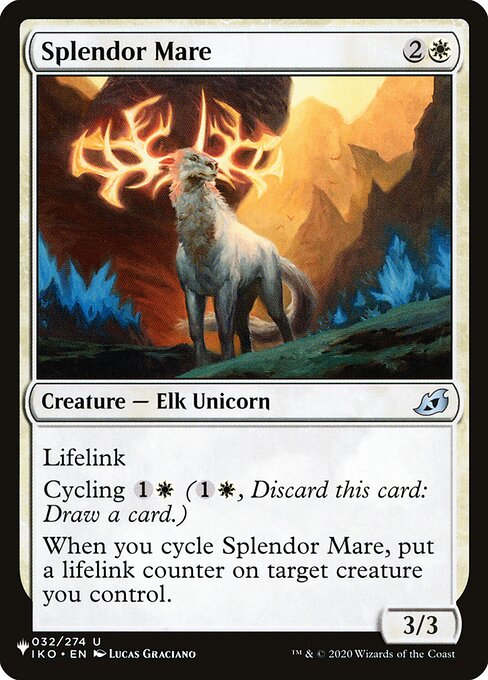 Splendor Mare 2
Creature — Elk Unicorn
Lifelink
Cycling 1 (1, Discard this card:
Draw a card.)
When you cycle Splendor Mare, put
a lifelink counter on target creature
you control.
3/3
032/274 U
IKO • EN Lucas Graciano
™ & © 2020 Wizards of the Coast